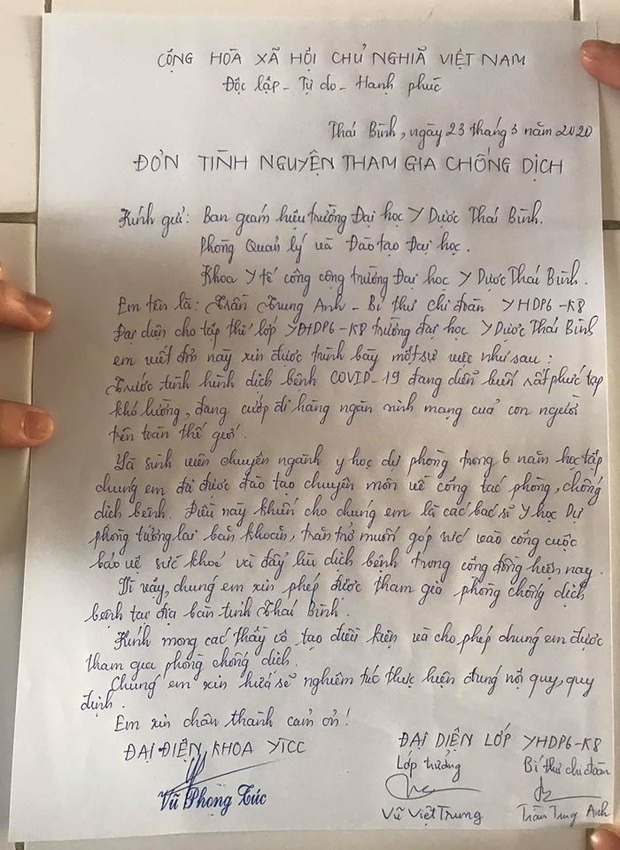 CỘNG HÒA XÃ HỘI CHỦ NGHĨA VIỆT NAM
Độc lập - Tự do - Hạnh phúc
Thái Bình, ngày 23 tháng 3 năm 2020
ĐƠN TÌNH NGUYỆN THAM GIA CHỐNG DỊCH
Kính gửi: Ban giám hiệu trường Đại học Y Dược Thái Bình.
Phòng Quản lý và Đào tạo Đại học.
Khoa Y tế công cộng trường Đại học Y Dược Thái Bình.
Em tên là: Trần Trung Anh - Bí thư chi đoàn YHDP6-K8
Đại diện cho tập thể lớp YHDP6-K8 trường đại học Y Dược Thái Bình
em viết đơn này xin được trình bày một sự việc như sau:
Trước tình hình dịch bệnh COVID-19 đang diễn biến rất phức tạp
khó lường, đang cướp đi hàng ngàn sinh mạng của con người
trên toàn thế giới.
Là sinh viên chuyên ngành y học dự phòng trong 6 năm học tập
chúng em đã được đào tạo chuyên môn về công tác phòng, chống
dịch bệnh. Điều này khiến cho chúng em là các bác sĩ Y học Dự
phòng tương lai băn khoăn, trăn trở muốn góp sức vào công cuộc
bảo vệ sức khoẻ và đẩy lùi dịch bệnh trong cộng đồng hiện nay.
Vì vậy, chúng em xin phép được tham gia phòng chống dịch
bệnh tại địa bàn tỉnh Thái Bình.
Kính mong các thầy cô tạo điều kiện và cho phép chúng em được
tham gia phòng chống dịch.
Chúng em xin hứa sẽ nghiêm túc thực hiện đúng nội quy, quy
định.
Em xin chân thành cảm ơn!
ĐẠI DIỆN KHOA YTCC
ĐẠI DIỆN LỚP YHDP6-K8
Lớp trưởng Bí thư chi đoàn
Vũ Phong Túc
Vũ Việt Trung Trần Trung Anh